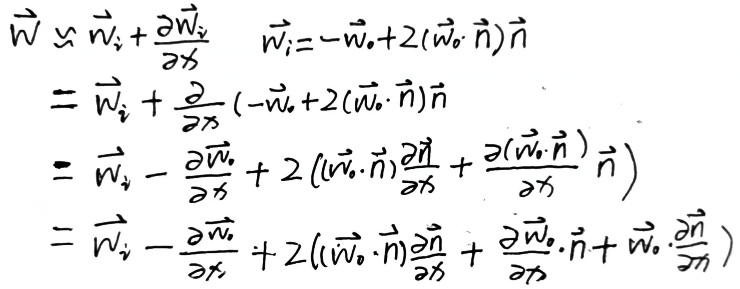 $\vec{w} \approx \vec{w}_i + \frac{\partial \vec{w}_i}{\partial x} \quad \vec{w}_i = -\vec{w}_o + 2(\vec{w}_o \cdot \vec{n})\vec{n}$
$= \vec{w}_i + \frac{\partial}{\partial x}(-\vec{w}_o + 2(\vec{w}_o \cdot \vec{n})\vec{n}$
$= \vec{w}_i - \frac{\partial \vec{w}_o}{\partial x} + 2((\vec{w}_o \cdot \vec{n})\frac{\partial \vec{n}}{\partial x} + \frac{\partial (\vec{w}_o \cdot \vec{n})}{\partial x}\vec{n})$
$= \vec{w}_i - \frac{\partial \vec{w}_o}{\partial x} + 2((\vec{w}_o \cdot \vec{n})\frac{\partial \vec{n}}{\partial x} + \frac{\partial \vec{w}_o}{\partial x} \cdot \vec{n} + \vec{w}_o \cdot \frac{\partial \vec{n}}{\partial x})$